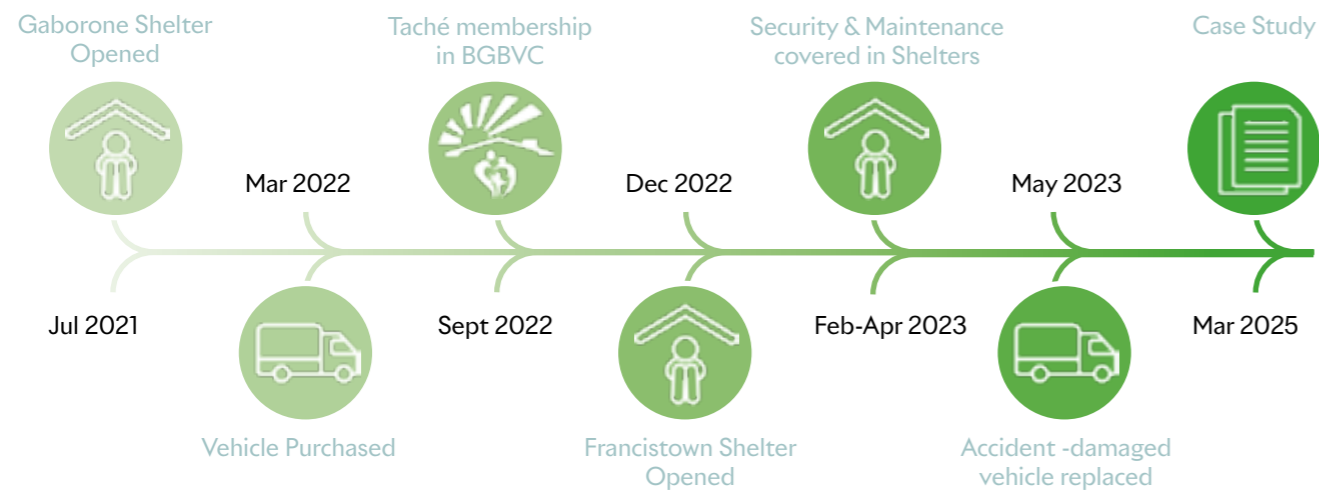 Gaborone Shelter
Opened
Jul 2021
Mar 2022
Vehicle Purchased
Taché membership
in BGBVC
Sept 2022
Dec 2022
Francistown Shelter
Opened
Security & Maintenance
covered in Shelters
Feb-Apr 2023
May 2023
Accident -damaged
vehicle replaced
Case Study
Mar 2025